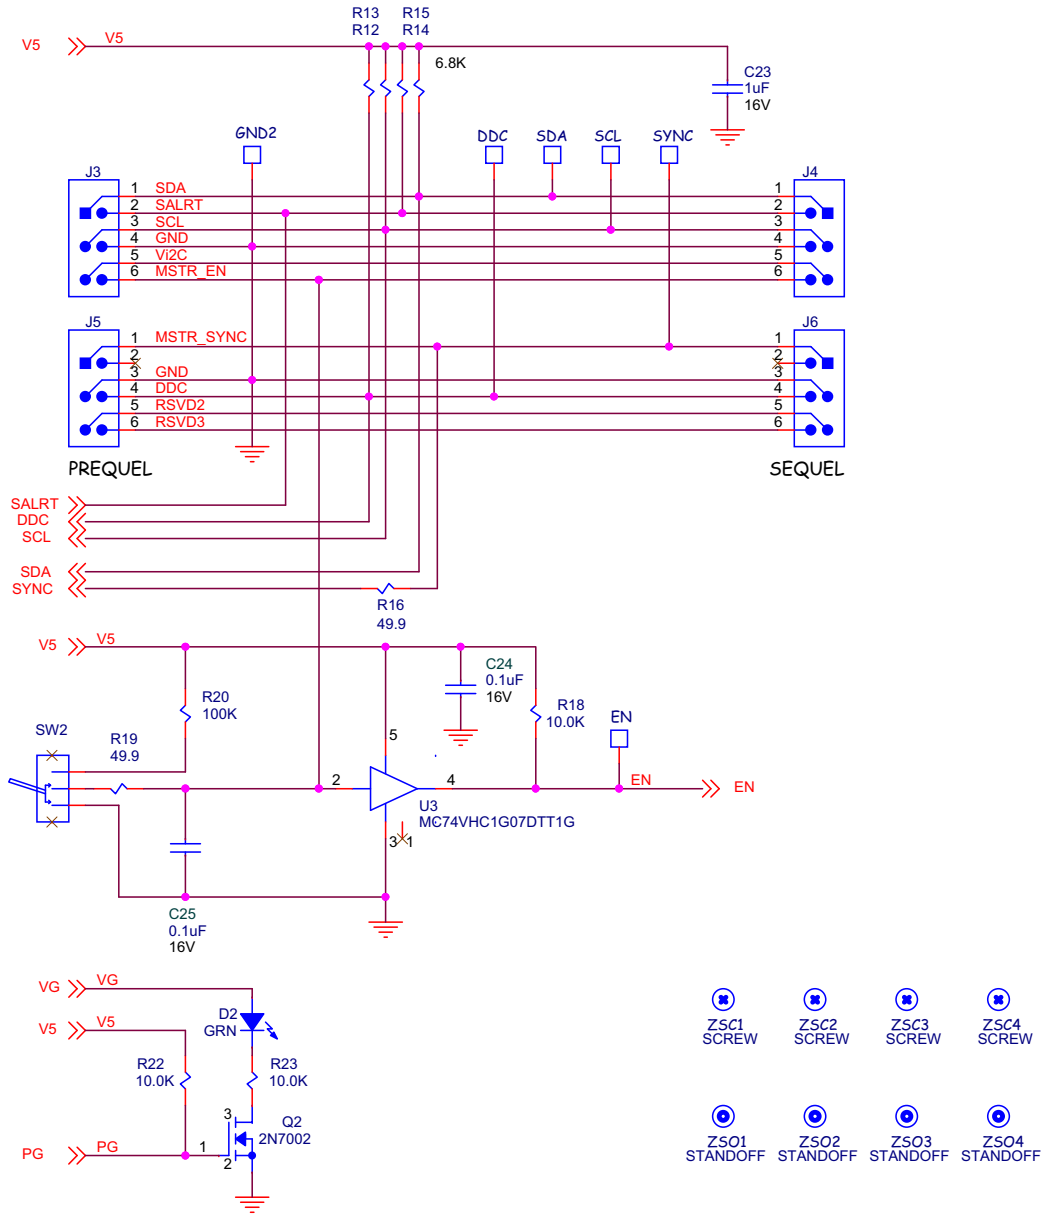 R13 R15
R12 R14
V5 V5
6.8K
C23
1uF
16V
GND2 DDC SDA SCL SYNC
J3 J4
1 SDA 1
2 SALRT 2
3 SCL 3
4 GND 4
5 Vi2C 5
6 MSTR_EN 6
J5 J6
1 MSTR_SYNC 1
2 2
3 GND 3
4 DDC 4
5 RSVD2 5
6 RSVD3 6
PREQUEL SEQUEL
SALRT
DDC
SCL
SDA
SYNC
R16
49.9
V5 V5
C24
0.1uF
16V
R20
100K
R18
10.0K
EN
SW2
R19
49.9
5
2 4 EN EN
U3
MC74VHC1G07DTT1G
3 1
C25
0.1uF
16V
VG VG
D2
GRN
V5 V5
R22
10.0K
R23
10.0K
3 Q2
2N7002
PG PG 1
2
ZSC1 ZSC2 ZSC3 ZSC4
SCREW SCREW SCREW SCREW
ZSO1 ZSO2 ZSO3 ZSO4
STANDOFF STANDOFF STANDOFF STANDOFF